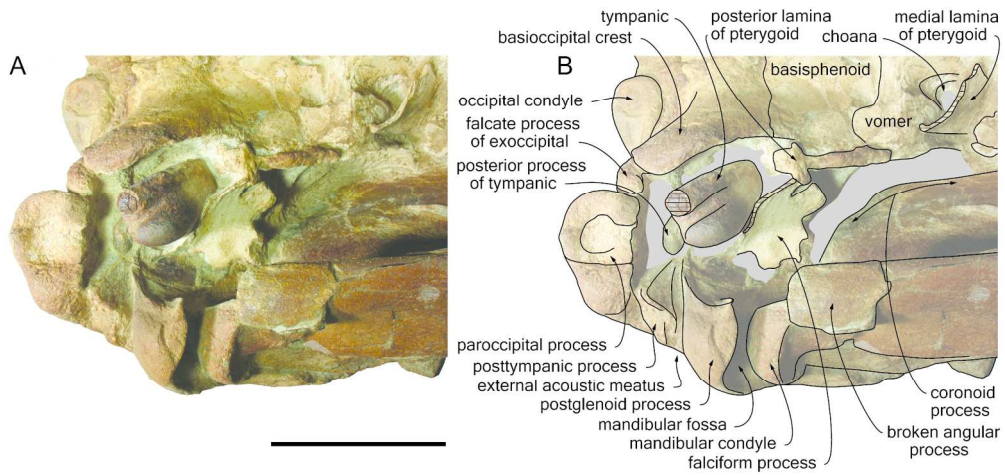 A
B
tympanic
basioccipital crest
posterior lamina
of pterygoid
medial lamina
of pterygoid
choana
basisphenoid
vomer
occipital condyle
falcate process
of exoccipital
posterior process
of tympanic
paroccipital process
posttympanic process
external acoustic meatus
postglenoid process
mandibular fossa
mandibular condyle
falciform process
coronoid
process
broken angular
process